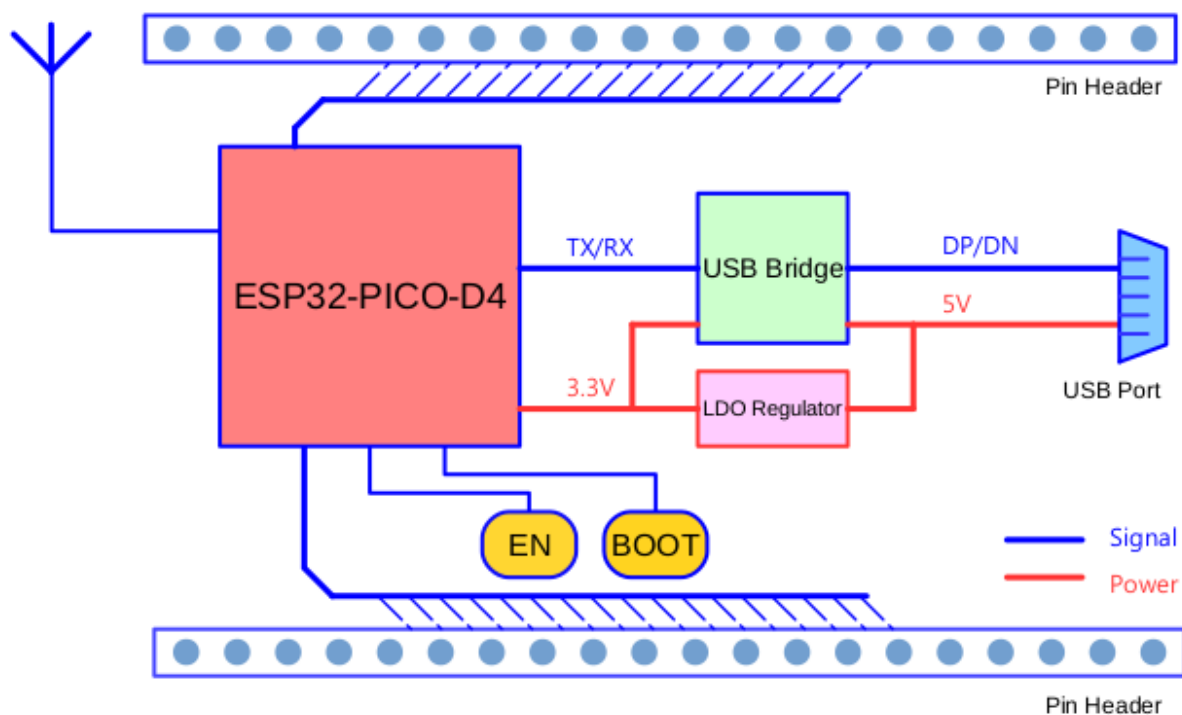 Pin Header
TX/RX
USB Bridge
DP/DN
ESP32-PICO-D4
5V
3.3V
LDO Regulator
USB Port
EN
BOOT
Signal
Power
Pin Header